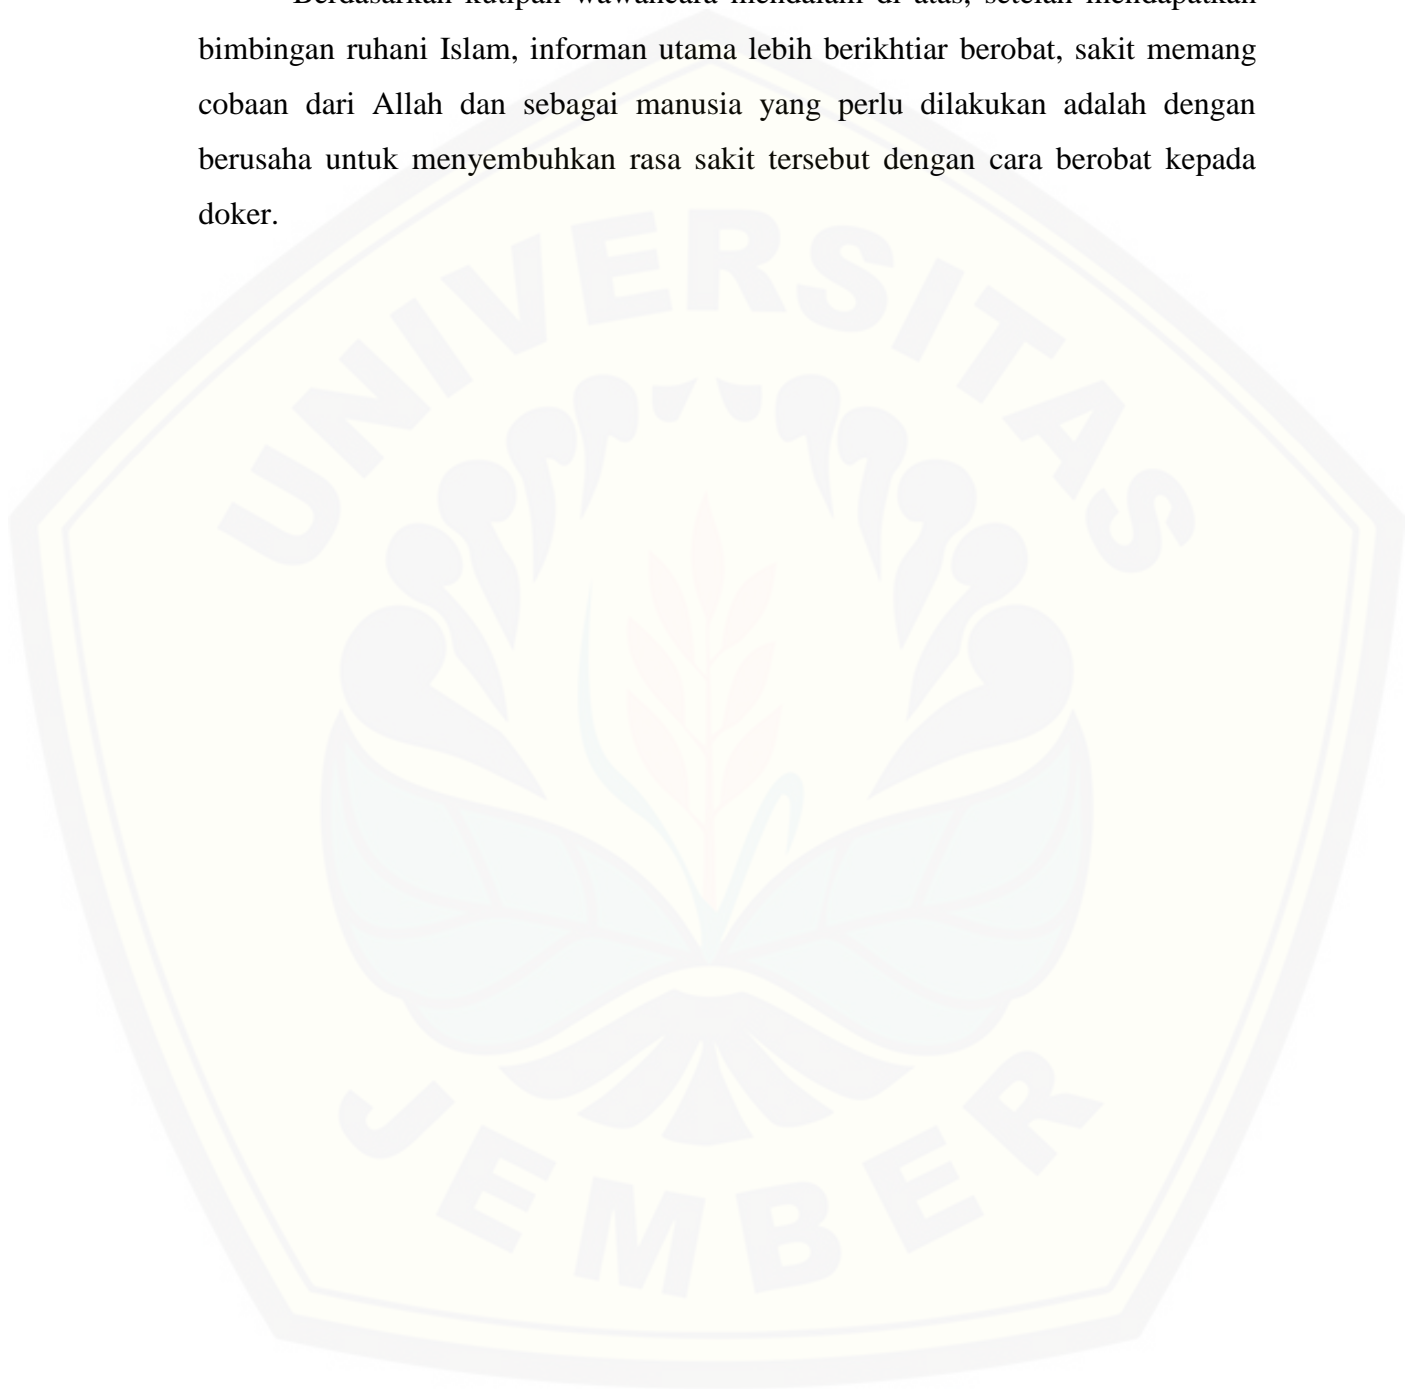 Berdasarkan kutipan wawancara mendalam di atas, setelah mendapatkan
bimbingan ruhani Islam, informan utama lebih berikhtiar berobat, sakit memang
cobaan dari Allah dan sebagai manusia yang perlu dilakukan adalah dengan
berusaha untuk menyembuhkan rasa sakit tersebut dengan cara berobat kepada
doker.
UNIVERSITAS
JEMBER